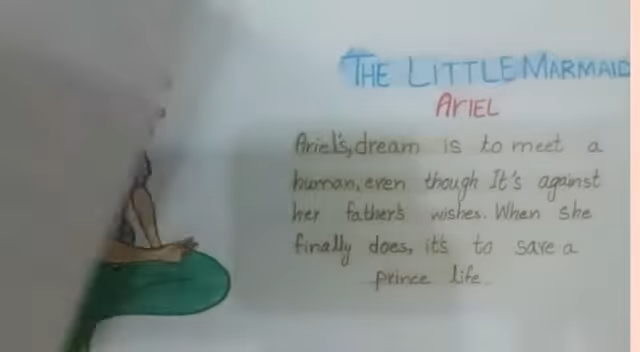 THE LITTLE MARMAID
ARIEL
Ariel's, dream is to meet a
human, even though It's against
her father's wishes. When she
finally does, it's to save a
prince life.